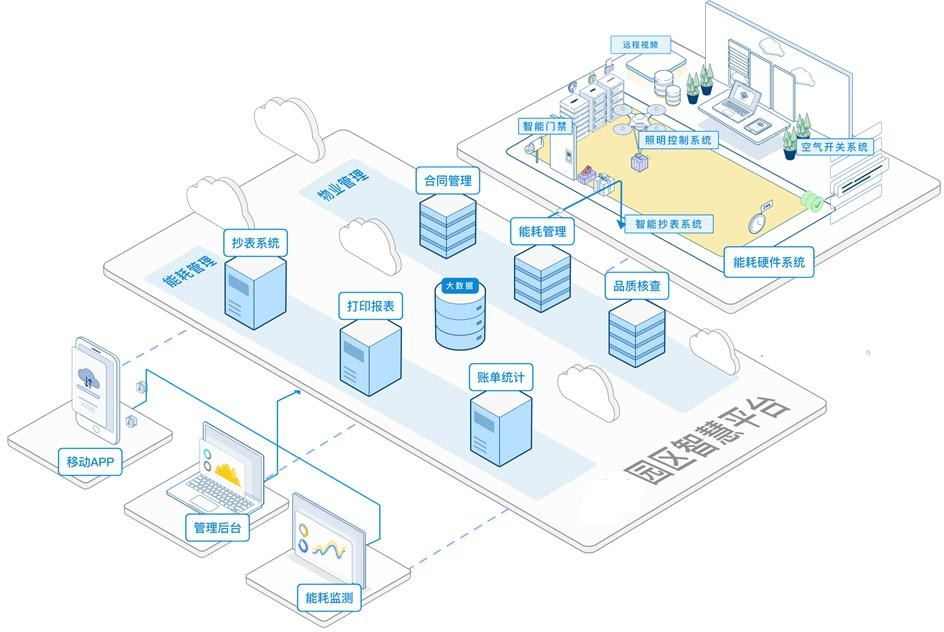 远程视频
智能门禁
照明控制系统
空气开关系统
智能抄表系统
能耗硬件系统
物业管理
合同管理
能耗管理
品质核查
能耗管理
抄表系统
打印报表
大数据
账单统计
园区智慧平台
移动APP
管理后台
能耗监测